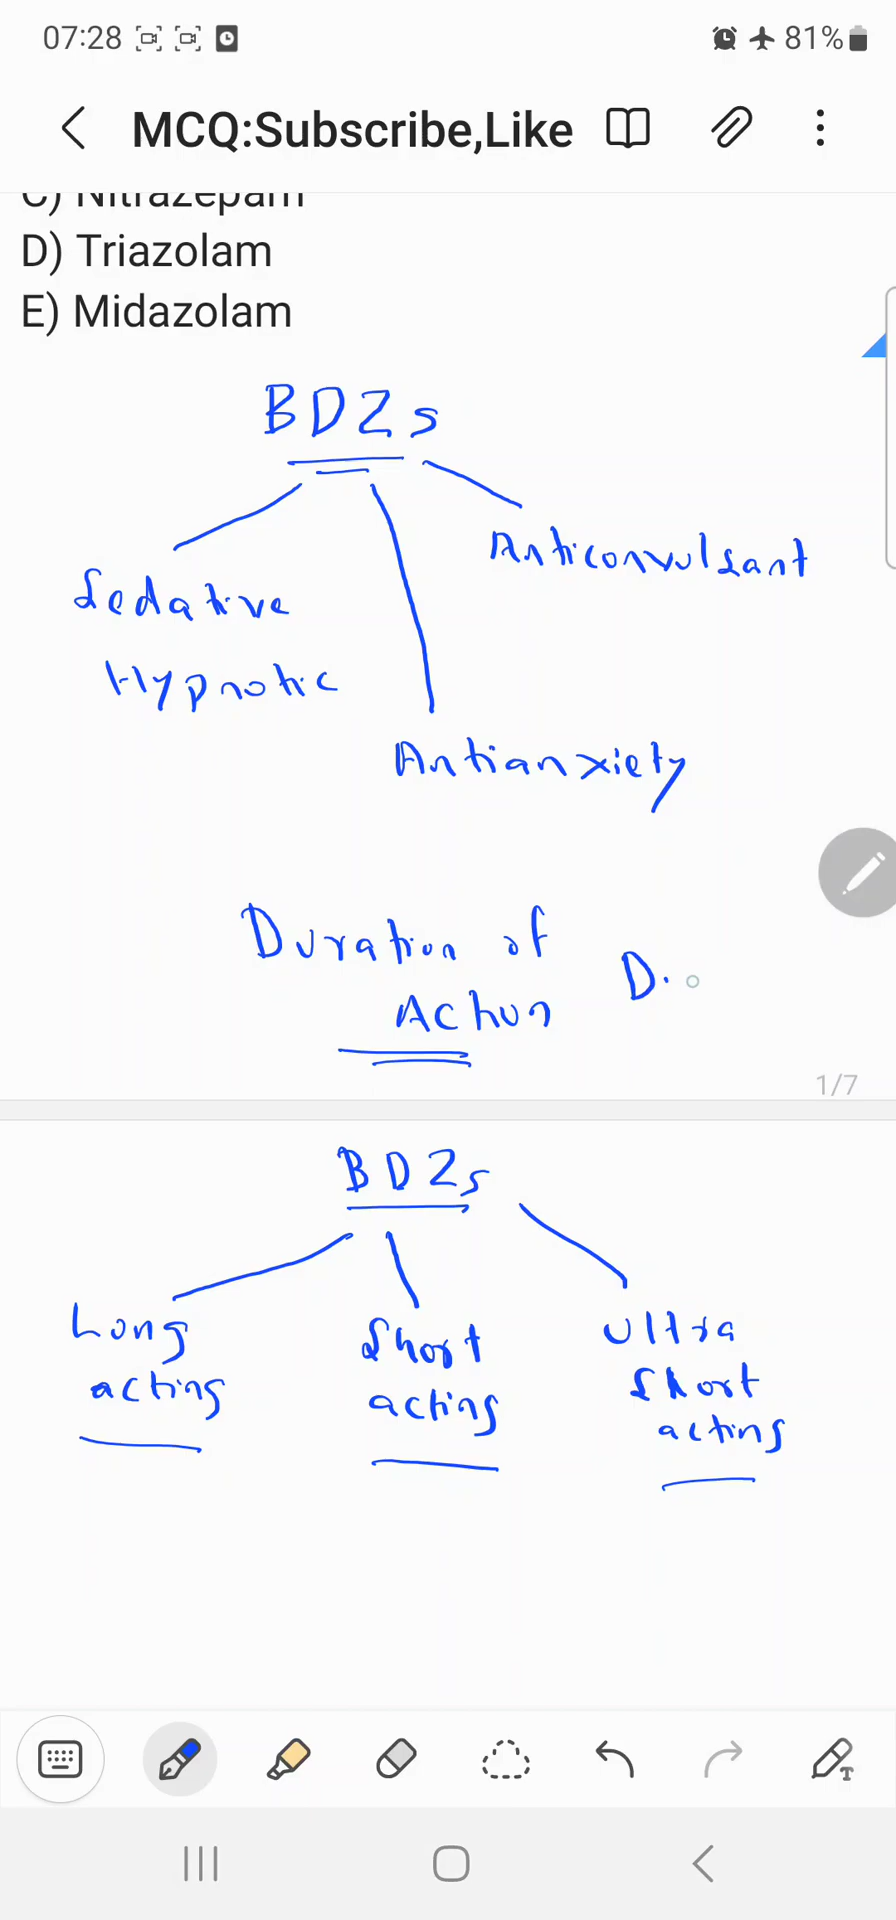 07:28
81%
MCQ:Subscribe,Like
C) Nitrazepam
D) Triazolam
E) Midazolam
BDZs
Anticonvulsant
Sedative
Hypnotic
Antianxiety
Duration of
Action
D.
1/7
BDZs
Long
acting
Short
acting
Ultra
Short
acting
T